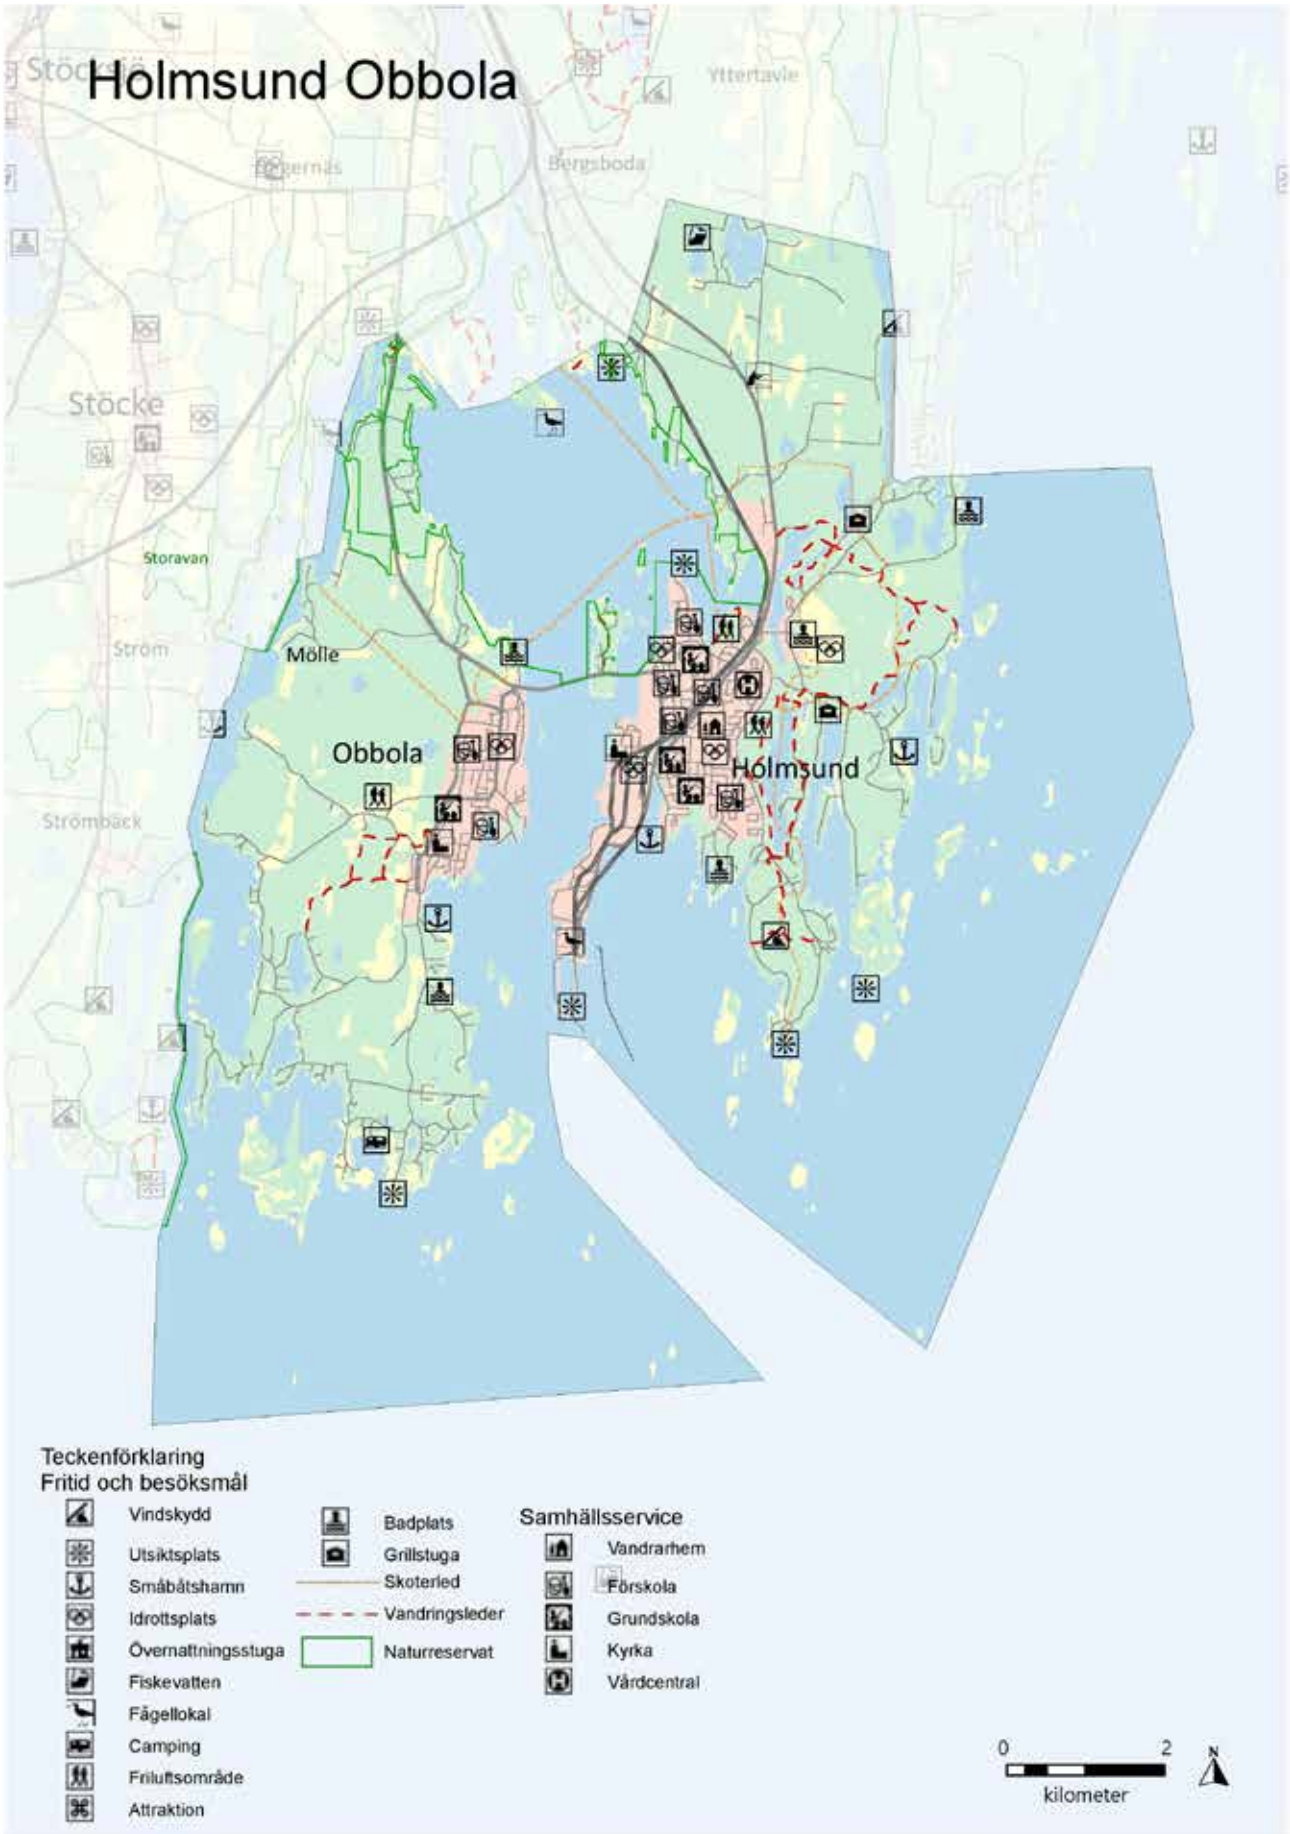 Stöcksjö
Holmsund Obbola
Yttertavle
Bergsboda
Stöcke
Storavan
Ström
Mölle
Obbola
Holmsund
Strömbäck
Teckenförklaring
Fritid och besöksmål
Vindskydd
Utsiktsplats
Småbåtshamn
Idrottsplats
Övernattningsstuga
Fiskevatten
Fågellokal
Camping
Friluftsområde
Attraktion
Badplats
Grillstuga
Skoterled
Vandringsleder
Naturreservat
Samhällsservice
Vandrarhem
Förskola
Grundskola
Kyrka
Vårdcentral
0 2
kilometer
N